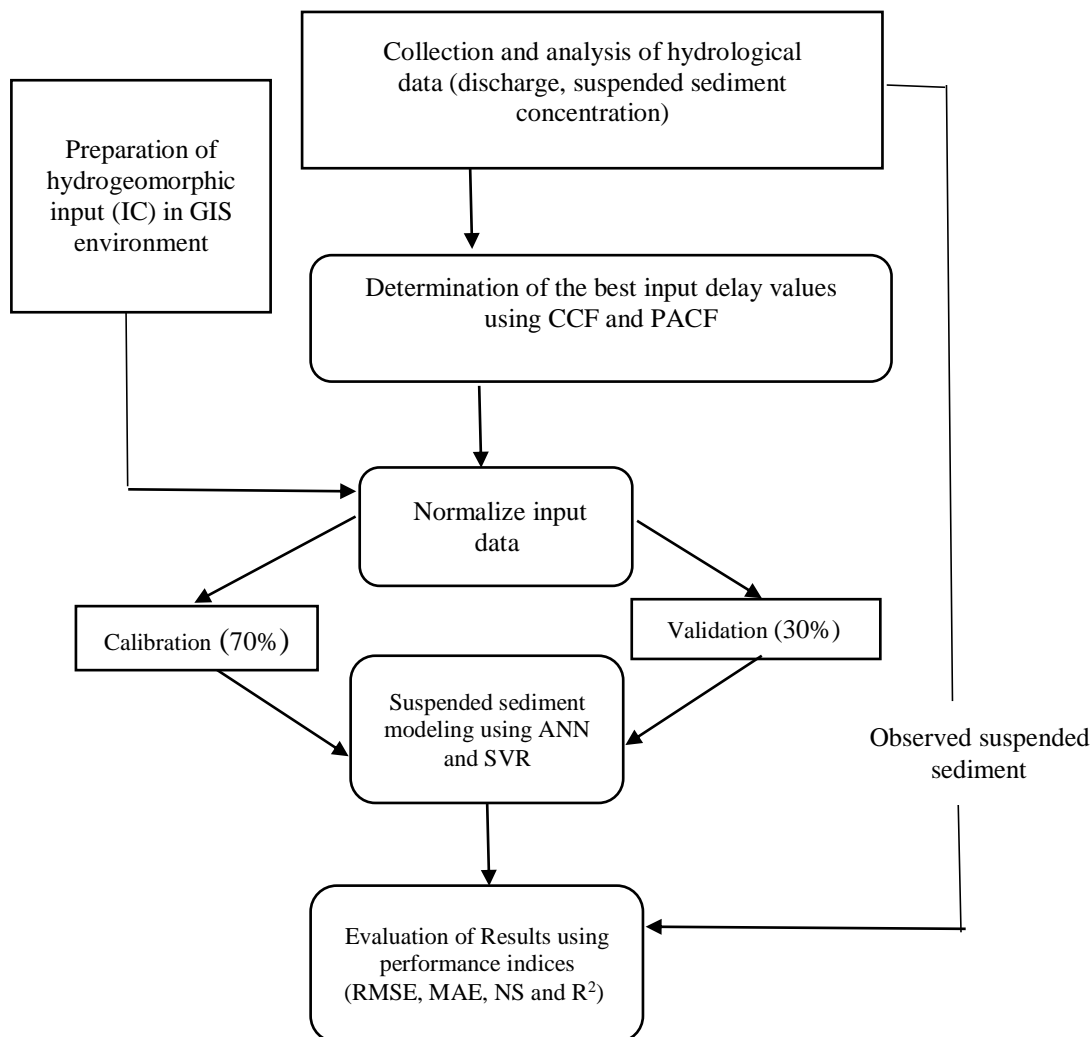 Collection and analysis of hydrological
data (discharge, suspended sediment
concentration)
Preparation of
hydrogeomorphic
input (IC) in GIS
environment
Determination of the best input delay values
using CCF and PACF
Normalize input
data
Calibration (70%)
Validation (30%)
Suspended sediment
modeling using ANN
and SVR
Observed suspended
sediment
Evaluation of Results using
performance indices
(RMSE, MAE, NS and R²)